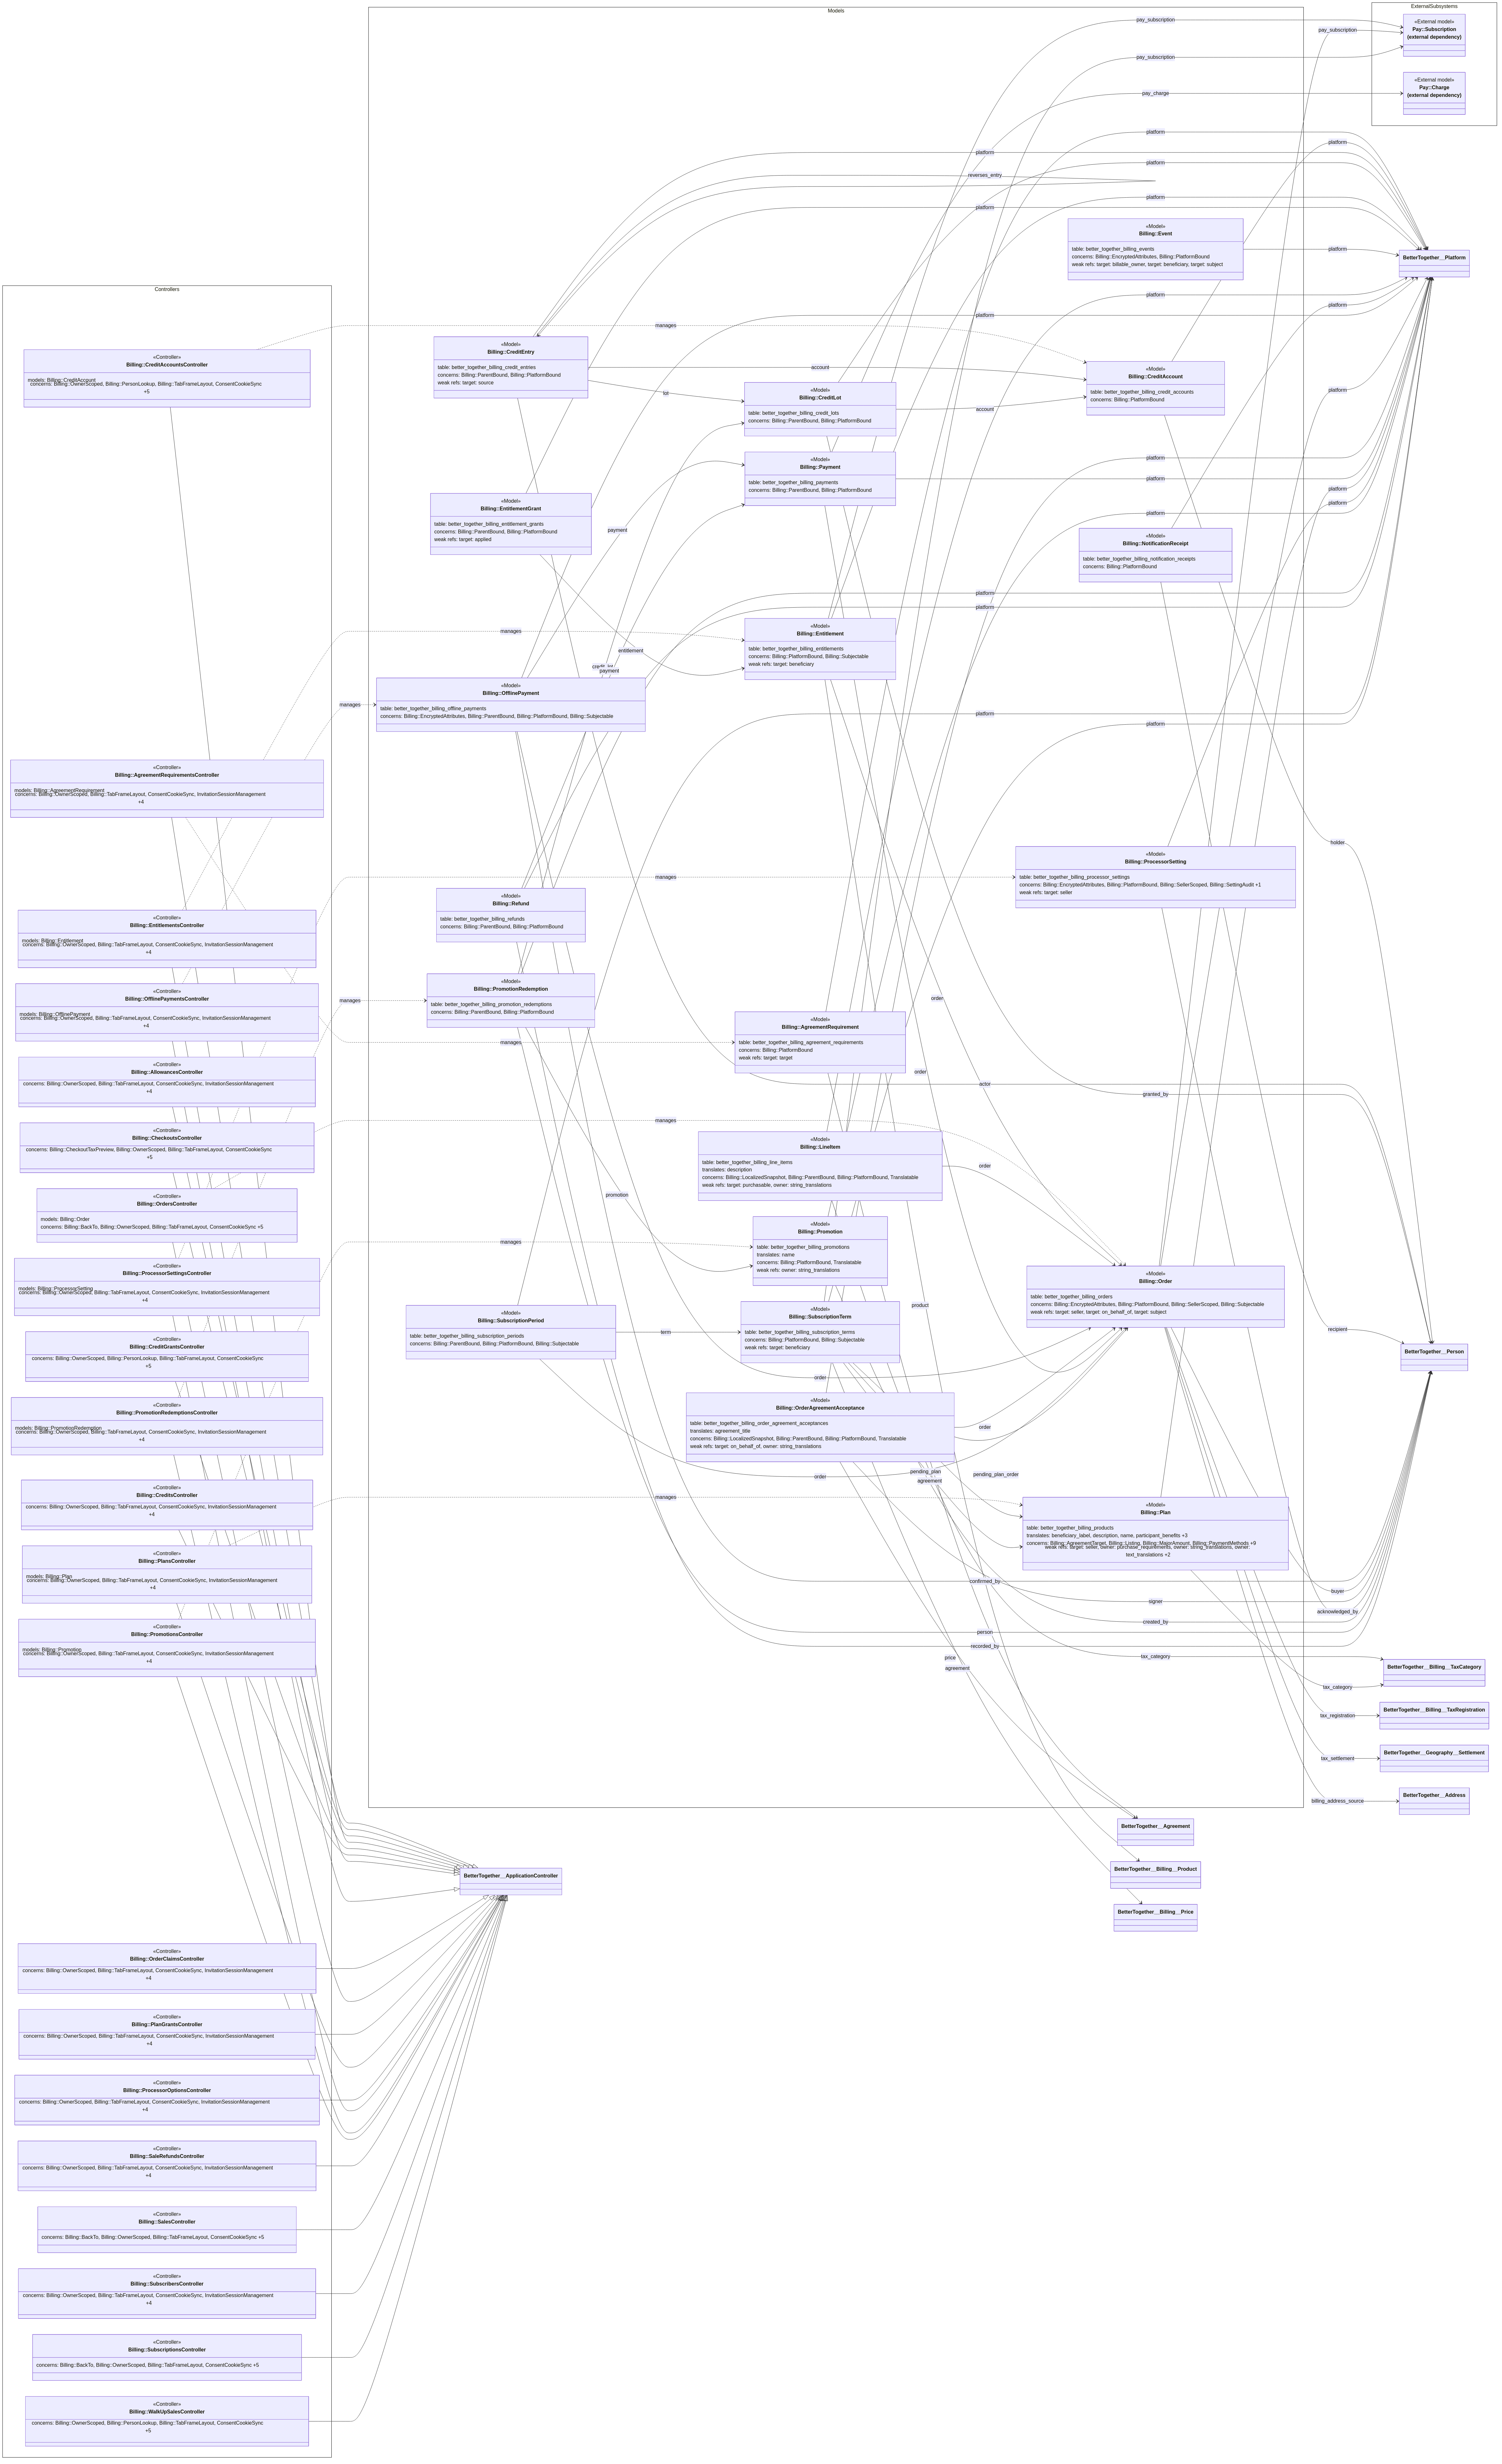 Models
ExternalSubsystems
«External model»
Pay::Subscription
(external dependency)
«External model»
Pay::Charge
(external dependency)
pay_subscription
pay_subscription
pay_subscription
pay_charge
platform
platform
platform
platform
reverses_entry
platform
platform
platform
«Model»
Billing::Event
table: better_together_billing_events
concerns: Billing::EncryptedAttributes, Billing::PlatformBound
weak refs: target: billable_owner, target: beneficiary, target: subject
platform
BetterTogether__Platform
Controllers
platform
platform
platform
manages
«Model»
Billing::CreditEntry
table: better_together_billing_credit_entries
concerns: Billing::ParentBound, Billing::PlatformBound
weak refs: target: source
«Controller»
Billing::CreditAccountsController
models: Billing::CreditAccount
concerns: Billing::OwnerScoped, Billing::PersonLookup, Billing::TabFrameLayout, ConsentCookieSync
+5
account
lot
«Model»
Billing::CreditAccount
table: better_together_billing_credit_accounts
concerns: Billing::PlatformBound
«Model»
Billing::CreditLot
table: better_together_billing_credit_lots
concerns: Billing::ParentBound, Billing::PlatformBound
account
platform
«Model»
Billing::Payment
table: better_together_billing_payments
concerns: Billing::ParentBound, Billing::PlatformBound
platform
platform
platform
platform
platform
«Model»
Billing::EntitlementGrant
table: better_together_billing_entitlement_grants
concerns: Billing::ParentBound, Billing::PlatformBound
weak refs: target: applied
payment
«Model»
Billing::NotificationReceipt
table: better_together_billing_notification_receipts
concerns: Billing::PlatformBound
platform
platform
manages
«Model»
Billing::Entitlement
table: better_together_billing_entitlements
concerns: Billing::PlatformBound, Billing::Subjectable
weak refs: target: beneficiary
entitlement
payment
manages
«Model»
Billing::OfflinePayment
table: better_together_billing_offline_payments
concerns: Billing::EncryptedAttributes, Billing::ParentBound, Billing::PlatformBound, Billing::Subjectable
platform
platform
«Controller»
Billing::AgreementRequirementsController
models: Billing::AgreementRequirement
concerns: Billing::OwnerScoped, Billing::TabFrameLayout, ConsentCookieSync, InvitationSessionManagement
+4
holder
manages
«Model»
Billing::ProcessorSetting
table: better_together_billing_processor_settings
concerns: Billing::EncryptedAttributes, Billing::PlatformBound, Billing::SellerScoped, Billing::SettingAudit +1
weak refs: target: seller
«Model»
Billing::Refund
table: better_together_billing_refunds
concerns: Billing::ParentBound, Billing::PlatformBound
«Controller»
Billing::EntitlementsController
models: Billing::Entitlement
concerns: Billing::OwnerScoped, Billing::TabFrameLayout, ConsentCookieSync, InvitationSessionManagement
+4
«Controller»
Billing::OfflinePaymentsController
models: Billing::OfflinePayment
concerns: Billing::OwnerScoped, Billing::TabFrameLayout, ConsentCookieSync, InvitationSessionManagement
+4
manages
«Model»
Billing::PromotionRedemption
table: better_together_billing_promotion_redemptions
concerns: Billing::ParentBound, Billing::PlatformBound
order
«Model»
Billing::AgreementRequirement
table: better_together_billing_agreement_requirements
concerns: Billing::PlatformBound
weak refs: target: target
manages
order
«Controller»
Billing::AllowancesController
concerns: Billing::OwnerScoped, Billing::TabFrameLayout, ConsentCookieSync, InvitationSessionManagement
+4
actor
granted_by
«Controller»
Billing::CheckoutsController
concerns: Billing::CheckoutTaxPreview, Billing::OwnerScoped, Billing::TabFrameLayout, ConsentCookieSync
+5
manages
«Model»
Billing::LineItem
table: better_together_billing_line_items
translates: description
concerns: Billing::LocalizedSnapshot, Billing::ParentBound, Billing::PlatformBound, Translatable
weak refs: target: purchasable, owner: string_translations
order
promotion
«Controller»
Billing::OrdersController
models: Billing::Order
concerns: Billing::BackTo, Billing::OwnerScoped, Billing::TabFrameLayout, ConsentCookieSync +5
manages
«Model»
Billing::Promotion
table: better_together_billing_promotions
translates: name
concerns: Billing::PlatformBound, Translatable
weak refs: owner: string_translations
«Controller»
Billing::ProcessorSettingsController
models: Billing::ProcessorSetting
concerns: Billing::OwnerScoped, Billing::TabFrameLayout, ConsentCookieSync, InvitationSessionManagement
+4
«Model»
Billing::Order
table: better_together_billing_orders
concerns: Billing::EncryptedAttributes, Billing::PlatformBound, Billing::SellerScoped, Billing::Subjectable
weak refs: target: seller, target: on_behalf_of, target: subject
product
«Model»
Billing::SubscriptionPeriod
table: better_together_billing_subscription_periods
concerns: Billing::ParentBound, Billing::PlatformBound, Billing::Subjectable
term
«Model»
Billing::SubscriptionTerm
table: better_together_billing_subscription_terms
concerns: Billing::PlatformBound, Billing::Subjectable
weak refs: target: beneficiary
recipient
BetterTogether__Person
«Controller»
Billing::CreditGrantsController
concerns: Billing::OwnerScoped, Billing::PersonLookup, Billing::TabFrameLayout, ConsentCookieSync
+5
order
«Model»
Billing::OrderAgreementAcceptance
table: better_together_billing_order_agreement_acceptances
translates: agreement_title
concerns: Billing::LocalizedSnapshot, Billing::ParentBound, Billing::PlatformBound, Translatable
weak refs: target: on_behalf_of, owner: string_translations
order
«Controller»
Billing::PromotionRedemptionsController
models: Billing::PromotionRedemption
concerns: Billing::OwnerScoped, Billing::TabFrameLayout, ConsentCookieSync, InvitationSessionManagement
+4
order
pending_plan
agreement
pending_plan_order
«Controller»
Billing::CreditsController
concerns: Billing::OwnerScoped, Billing::TabFrameLayout, ConsentCookieSync, InvitationSessionManagement
+4
manages
«Model»
Billing::Plan
table: better_together_billing_products
translates: beneficiary_label, description, name, participant_benefits +3
concerns: Billing::AgreementTarget, Billing::Listing, Billing::MajorAmount, Billing::PaymentMethods +9
weak refs: target: seller, owner: purchase_requirements, owner: string_translations, owner:
text_translations +2
«Controller»
Billing::PlansController
models: Billing::Plan
concerns: Billing::OwnerScoped, Billing::TabFrameLayout, ConsentCookieSync, InvitationSessionManagement
+4
confirmed_by
buyer
signer
acknowledged_by
created_by
person
recorded_by
«Controller»
Billing::PromotionsController
models: Billing::Promotion
concerns: Billing::OwnerScoped, Billing::TabFrameLayout, ConsentCookieSync, InvitationSessionManagement
+4
price
agreement
tax_category
BetterTogether__Billing__TaxCategory
tax_category
tax_registration
BetterTogether__Billing__TaxRegistration
tax_settlement
BetterTogether__Geography__Settlement
billing_address_source
BetterTogether__Address
BetterTogether__Agreement
BetterTogether__Billing__Product
BetterTogether__ApplicationController
BetterTogether__Billing__Price
«Controller»
Billing::OrderClaimsController
concerns: Billing::OwnerScoped, Billing::TabFrameLayout, ConsentCookieSync, InvitationSessionManagement
+4
«Controller»
Billing::PlanGrantsController
concerns: Billing::OwnerScoped, Billing::TabFrameLayout, ConsentCookieSync, InvitationSessionManagement
+4
«Controller»
Billing::ProcessorOptionsController
concerns: Billing::OwnerScoped, Billing::TabFrameLayout, ConsentCookieSync, InvitationSessionManagement
+4
«Controller»
Billing::SaleRefundsController
concerns: Billing::OwnerScoped, Billing::TabFrameLayout, ConsentCookieSync, InvitationSessionManagement
+4
«Controller»
Billing::SalesController
concerns: Billing::BackTo, Billing::OwnerScoped, Billing::TabFrameLayout, ConsentCookieSync +5
«Controller»
Billing::SubscribersController
concerns: Billing::OwnerScoped, Billing::TabFrameLayout, ConsentCookieSync, InvitationSessionManagement
+4
«Controller»
Billing::SubscriptionsController
concerns: Billing::BackTo, Billing::OwnerScoped, Billing::TabFrameLayout, ConsentCookieSync +5
«Controller»
Billing::WalkUpSalesController
concerns: Billing::OwnerScoped, Billing::PersonLookup, Billing::TabFrameLayout, ConsentCookieSync
+5